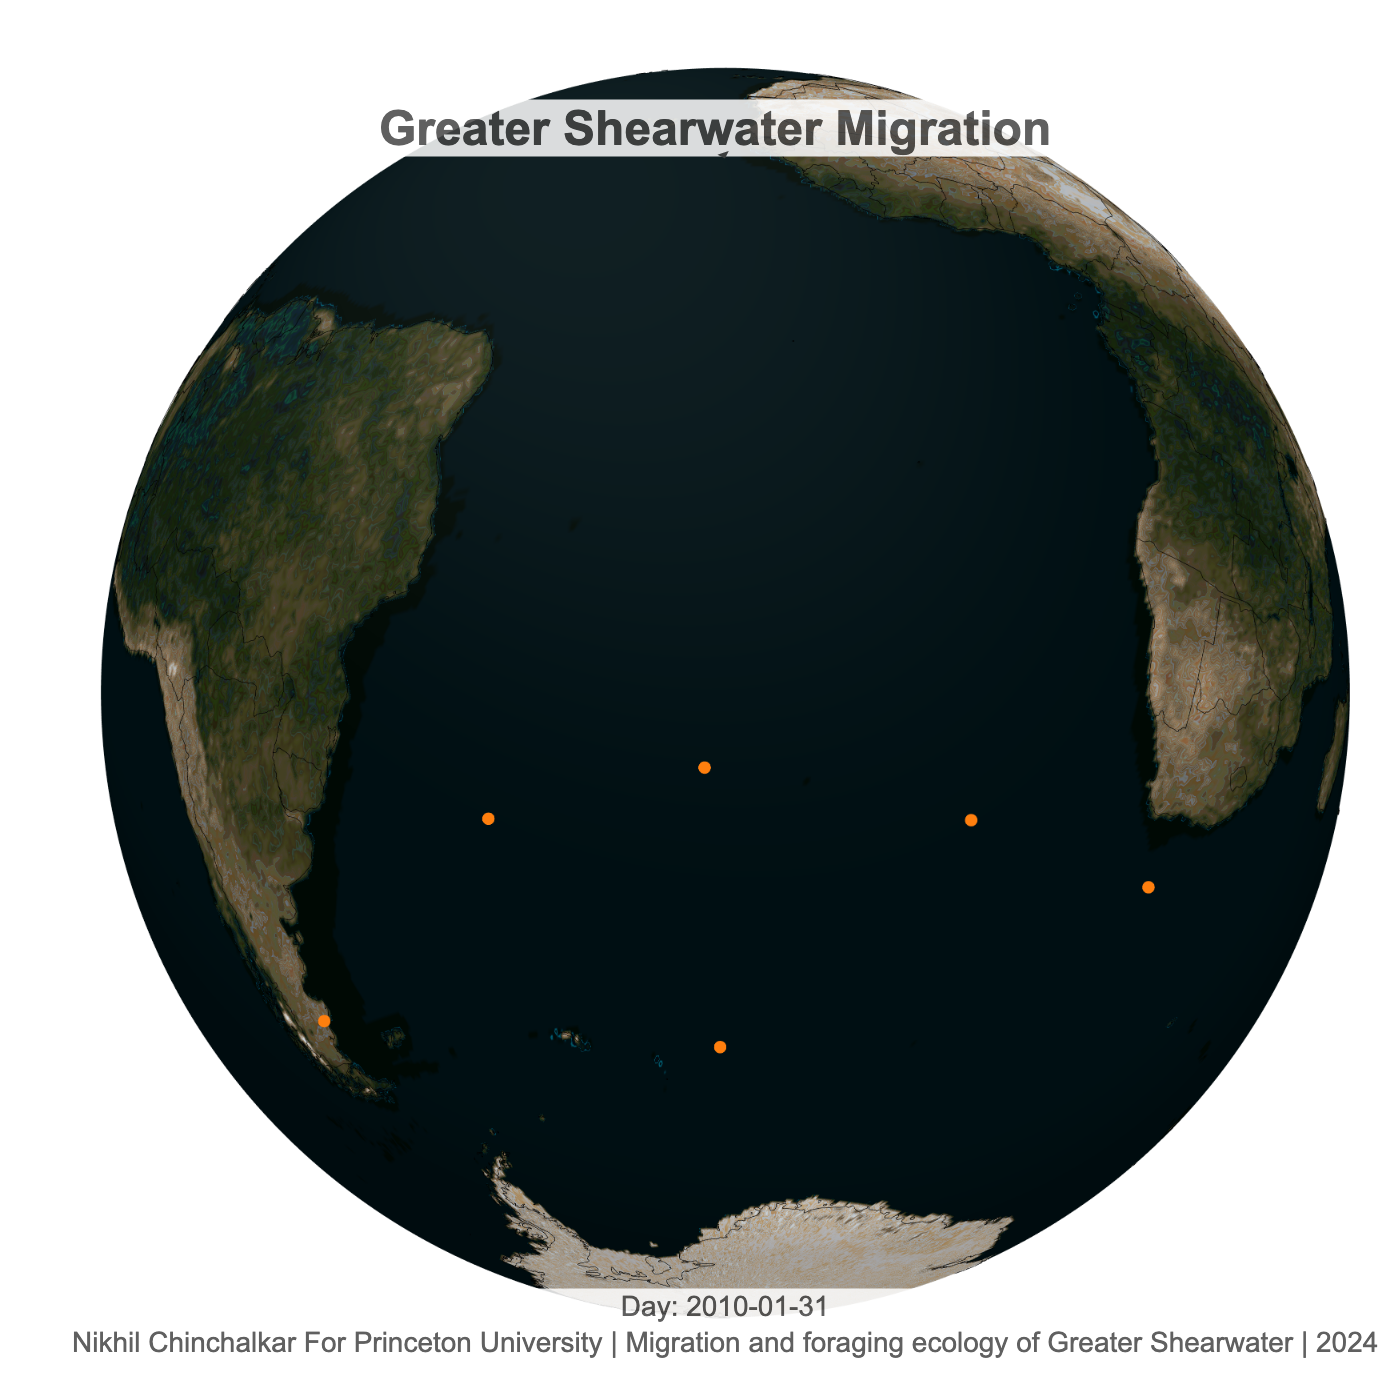 Greater Shearwater Migration
Day: 2010-01-31
Nikhil Chinchalkar For Princeton University | Migration and foraging ecology of Greater Shearwater | 2024